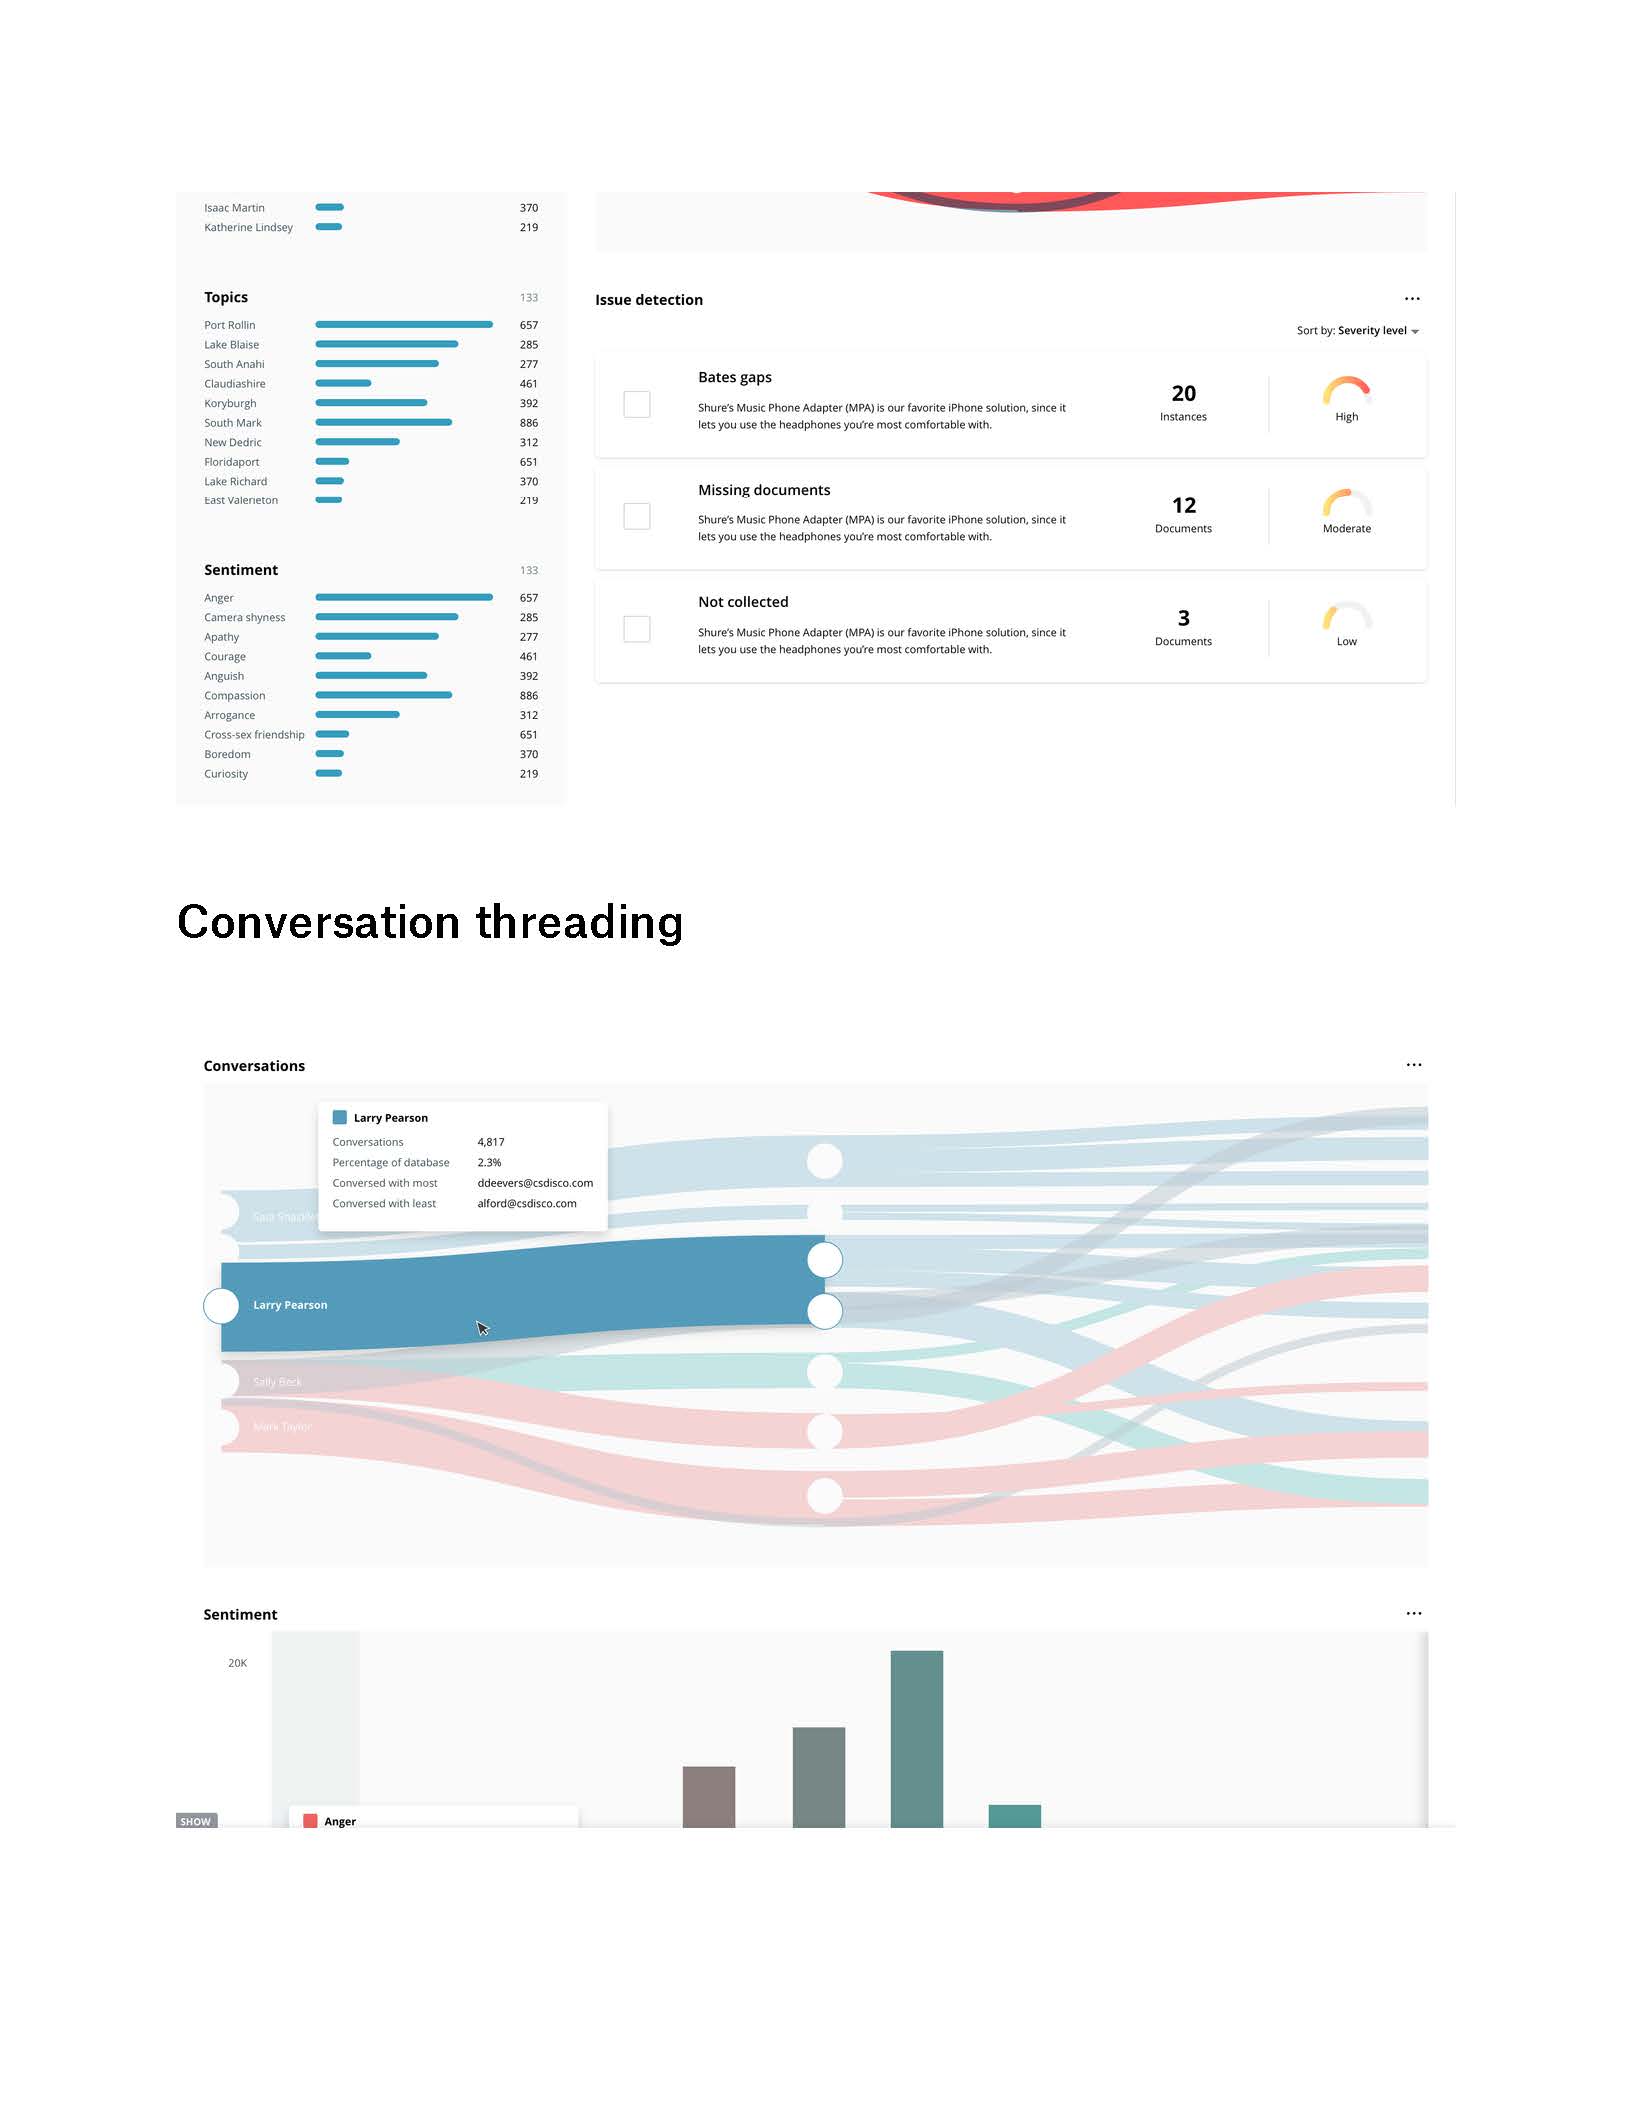 Isaac Martin 370
Katherine Lindsey 219
Topics 133
Port Rollin 657
Lake Blaise 285
South Anahi 277
Claudiashire 461
Koryburgh 392
South Mark 886
New Dedric 312
Floridaport 651
Lake Richard 370
East Valerieton 219
Sentiment 133
Anger 657
Camera shyness 285
Apathy 277
Courage 461
Anguish 392
Compassion 886
Arrogance 312
Cross-sex friendship 651
Boredom 370
Curiosity 219
Issue detection
Sort by: Severity level
Bates gaps
Shure’s Music Phone Adapter (MPA) is our favorite iPhone solution, since it
lets you use the headphones you’re most comfortable with.
20
Instances
High
Missing documents
Shure’s Music Phone Adapter (MPA) is our favorite iPhone solution, since it
lets you use the headphones you’re most comfortable with.
12
Documents
Moderate
Not collected
Shure’s Music Phone Adapter (MPA) is our favorite iPhone solution, since it
lets you use the headphones you’re most comfortable with.
3
Documents
Low
Conversation threading
Conversations
Larry Pearson
Conversations 4,817
Percentage of database 2.3%
Conversed with most ddeevers@csdisco.com
Conversed with least alford@csdisco.com
Larry Pearson
Sally Beck
Mark Taylor
Sentiment
20K
SHOW
Anger